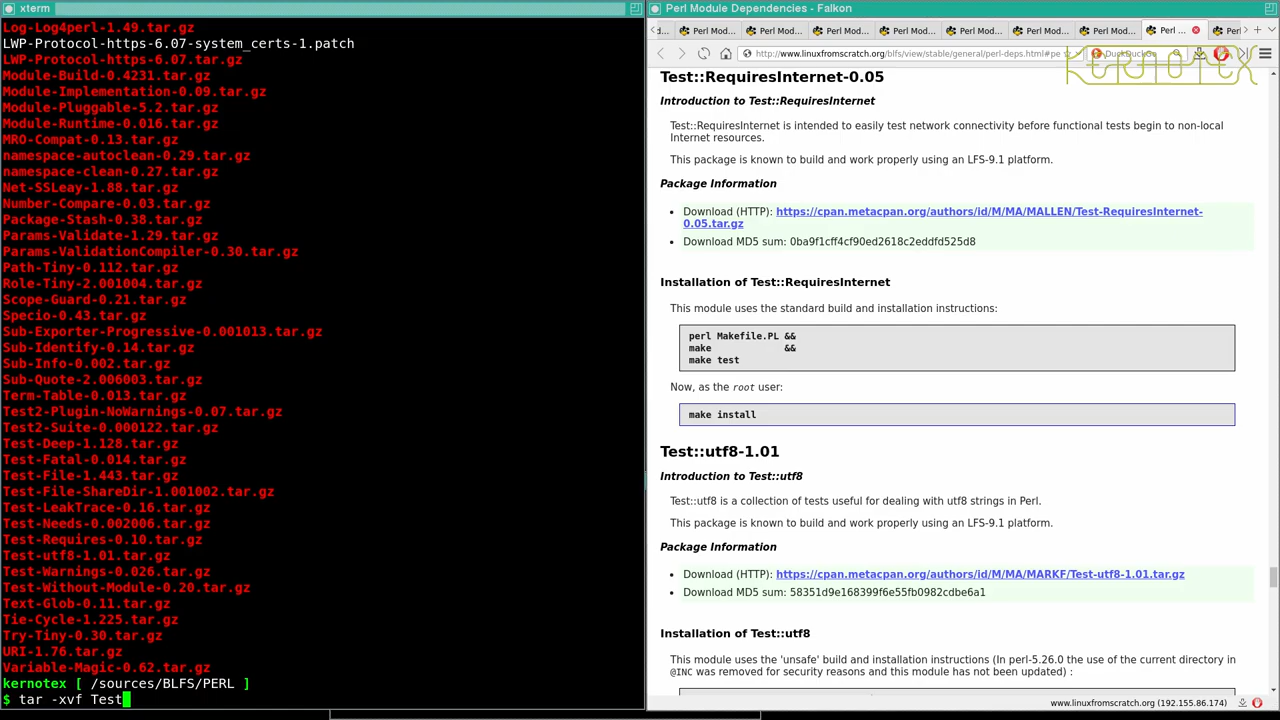 xterm
Log-Log4perl-1.49.tar.gz
LWP-Protocol-https-6.07-system_certs-1.patch
LWP-Protocol-https-6.07.tar.gz
Module-Build-0.4231.tar.gz
Module-Implementation-0.09.tar.gz
Module-Pluggable-5.2.tar.gz
Module-Runtime-0.016.tar.gz
MRO-Compat-0.13.tar.gz
namespace-autoclean-0.29.tar.gz
namespace-clean-0.27.tar.gz
Net-SSLeay-1.88.tar.gz
Number-Compare-0.03.tar.gz
Package-Stash-0.38.tar.gz
Params-Validate-1.29.tar.gz
Params-ValidationCompiler-0.30.tar.gz
Path-Tiny-0.112.tar.gz
Role-Tiny-2.001004.tar.gz
Scope-Guard-0.21.tar.gz
Specio-0.43.tar.gz
Sub-Exporter-Progressive-0.001013.tar.gz
Sub-Identify-0.14.tar.gz
Sub-Info-0.002.tar.gz
Sub-Quote-2.006003.tar.gz
Term-Table-0.013.tar.gz
Test2-Plugin-NoWarnings-0.07.tar.gz
Test2-Suite-0.000122.tar.gz
Test-Deep-1.128.tar.gz
Test-Fatal-0.014.tar.gz
Test-File-1.443.tar.gz
Test-File-ShareDir-1.001002.tar.gz
Test-LeakTrace-0.16.tar.gz
Test-Needs-0.002006.tar.gz
Test-Requires-0.10.tar.gz
Test-utf8-1.01.tar.gz
Test-Warnings-0.026.tar.gz
Test-Without-Module-0.20.tar.gz
Text-Glob-0.11.tar.gz
Tie-Cycle-1.225.tar.gz
Try-Tiny-0.30.tar.gz
URI-1.76.tar.gz
Variable-Magic-0.62.tar.gz
kernotex [ /sources/BLFS/PERL ]
$ tar -xvf Test
Perl Module Dependencies - Falkon
d... Perl Mod... Perl Mod... Perl Mod... Perl Mod... Perl Mod... Perl Mod... Perl Mod... Perl ... Perl
http://www.linuxfromscratch.org/blfs/view/stable/general/perl-deps.html#pe
DuckDuckGo
KERNOTEX
Test::RequiresInternet-0.05
Introduction to Test::RequiresInternet
Test::RequiresInternet is intended to easily test network connectivity before functional tests begin to non-local
Internet resources.
This package is known to build and work properly using an LFS-9.1 platform.
Package Information
• Download (HTTP): https://cpan.metacpan.org/authors/id/M/MA/MALLEN/Test-RequiresInternet-
0.05.tar.gz
• Download MD5 sum: 0ba9f1cff4cf90ed2618c2eddfd525d8
Installation of Test::RequiresInternet
This module uses the standard build and installation instructions:
perl Makefile.PL &&
make &&
make test
Now, as the root user:
make install
Test::utf8-1.01
Introduction to Test::utf8
Test::utf8 is a collection of tests useful for dealing with utf8 strings in Perl.
This package is known to build and work properly using an LFS-9.1 platform.
Package Information
• Download (HTTP): https://cpan.metacpan.org/authors/id/M/MA/MARKF/Test-utf8-1.01.tar.gz
• Download MD5 sum: 58351d9e168399f6e55fb0982cdbe6a1
Installation of Test::utf8
This module uses the 'unsafe' build and installation instructions (In perl-5.26.0 the use of the current directory in
@INC was removed for security reasons and this module has not been updated) :
www.linuxfromscratch.org (192.155.86.174)